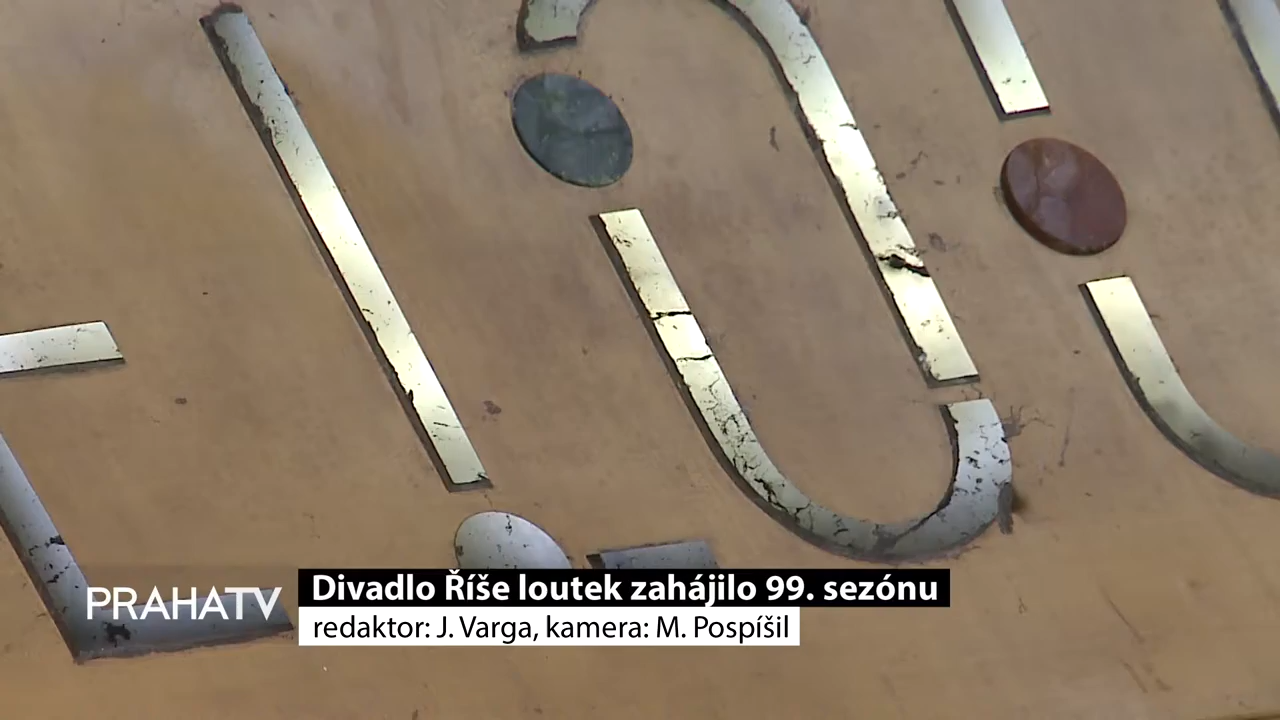 PRAHATV
Divadlo Říše loutek zahájilo 99. sezónu
redaktor: J. Varga, kamera: M. Pospíšil